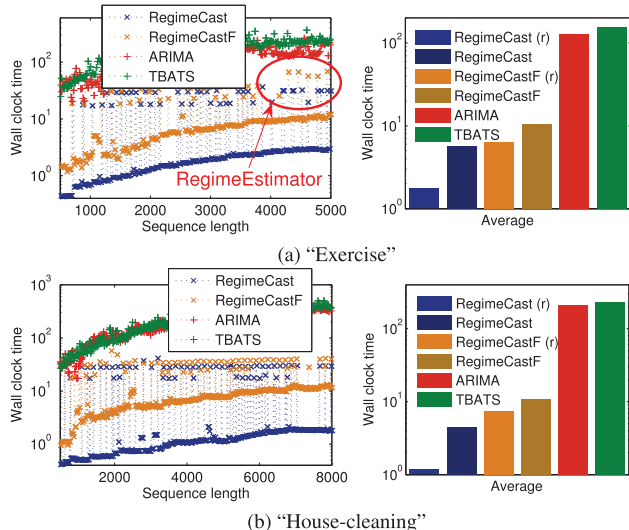 10^3
10^2
10^1
10^0
Wall clock time
RegimeCast
RegimeCastF
ARIMA
TBATS
RegimeEstimator
1000 2000 3000 4000 5000
Sequence length
10^2
10^1
10^0
Wall clock time
RegimeCast (r)
RegimeCast
RegimeCastF (r)
RegimeCastF
ARIMA
TBATS
Average
(a) “Exercise”
10^3
10^2
10^1
10^0
Wall clock time
RegimeCast
RegimeCastF
ARIMA
TBATS
2000 4000 6000 8000
Sequence length
10^2
10^1
10^0
Wall clock time
RegimeCast (r)
RegimeCast
RegimeCastF (r)
RegimeCastF
ARIMA
TBATS
Average
(b) “House-cleaning”